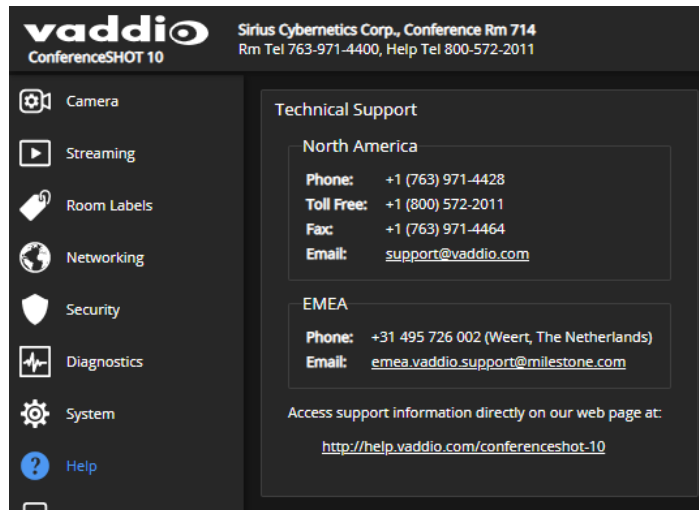 vaddio
ConferenceSHOT 10
Sirius Cybernetics Corp., Conference Rm 714
Rm Tel 763-971-4400, Help Tel 800-572-2011
Camera
Streaming
Room Labels
Networking
Security
Diagnostics
System
Help
Technical Support
North America
Phone: +1 (763) 971-4428
Toll Free: +1 (800) 572-2011
Fax: +1 (763) 971-4464
Email: support@vaddio.com
EMEA
Phone: +31 495 726 002 (Weert, The Netherlands)
Email: emea.vaddio.support@milestone.com
Access support information directly on our web page at:
http://help.vaddio.com/conferenceshot-10